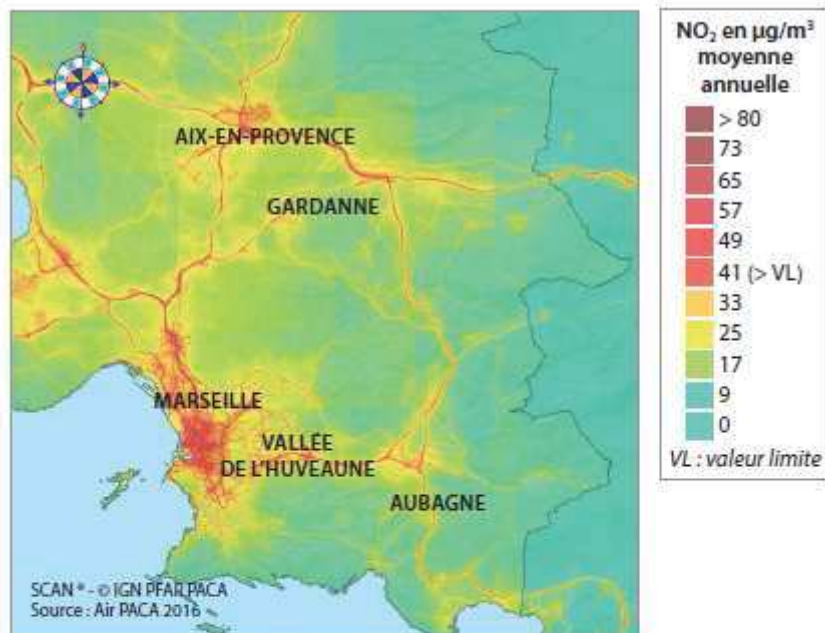 AIX-EN-PROVENCE
GARDANNE
MARSEILLE
VALLÉE
DE L'HUVEAUNE
AUBAGNE
SCAN ® - © IGN PFAR PACA
Source : Air PACA 2016
NO₂ en µg/m³
moyenne
annuelle
> 80
73
65
57
49
41 (> VL)
33
25
17
9
0
VL : valeur limite